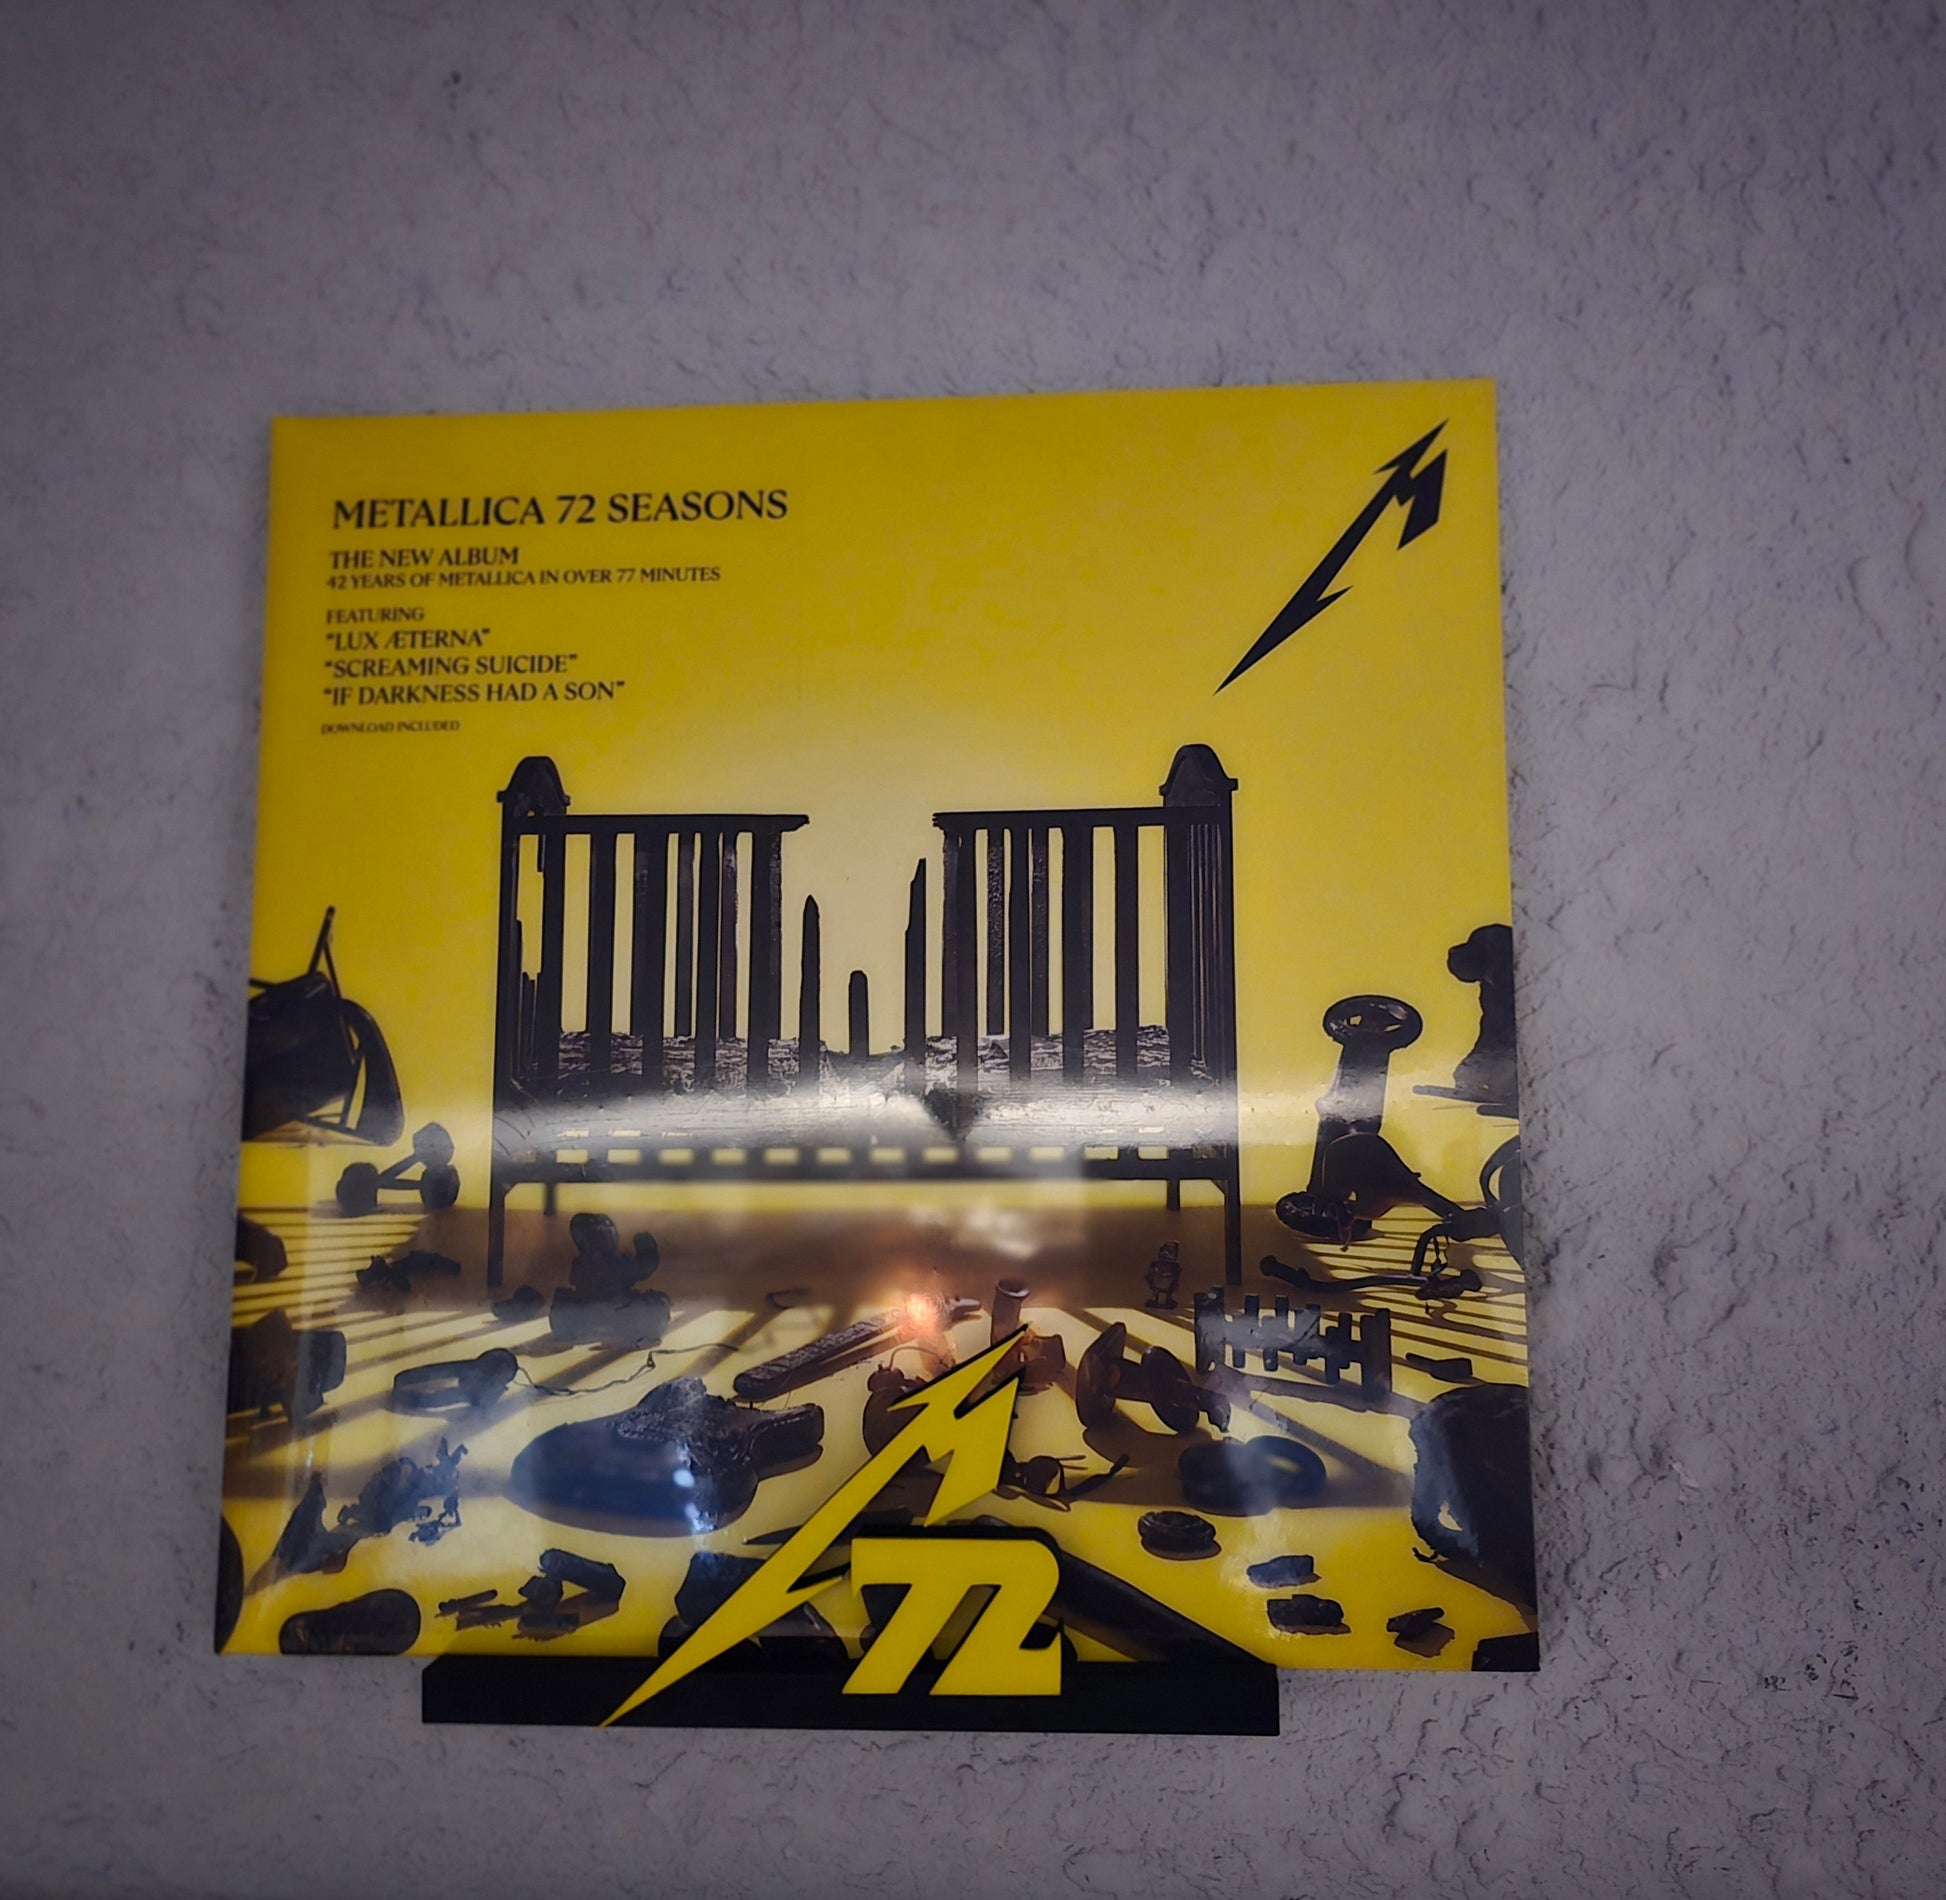 METALLICA 72 SEASONS
THE NEW ALBUM
42 YEARS OF METALLICA IN OVER 77 MINUTES
FEATURING
"LUX ÆTERNA"
"SCREAMING SUICIDE"
"IF DARKNESS HAD A SON"
DOWNLOAD INCLUDED
M
M
72